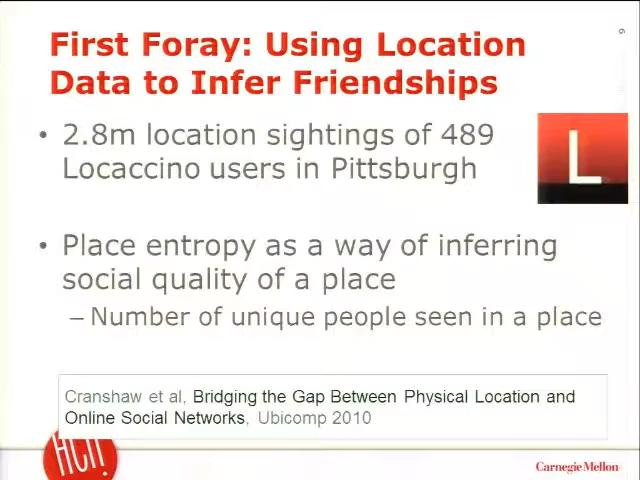 6
First Foray: Using Location
Data to Infer Friendships
• 2.8m location sightings of 489
Locaccino users in Pittsburgh
L
• Place entropy as a way of inferring
social quality of a place
– Number of unique people seen in a place
Cranshaw et al, Bridging the Gap Between Physical Location and
Online Social Networks, Ubicomp 2010
HCII
Carnegie Mellon